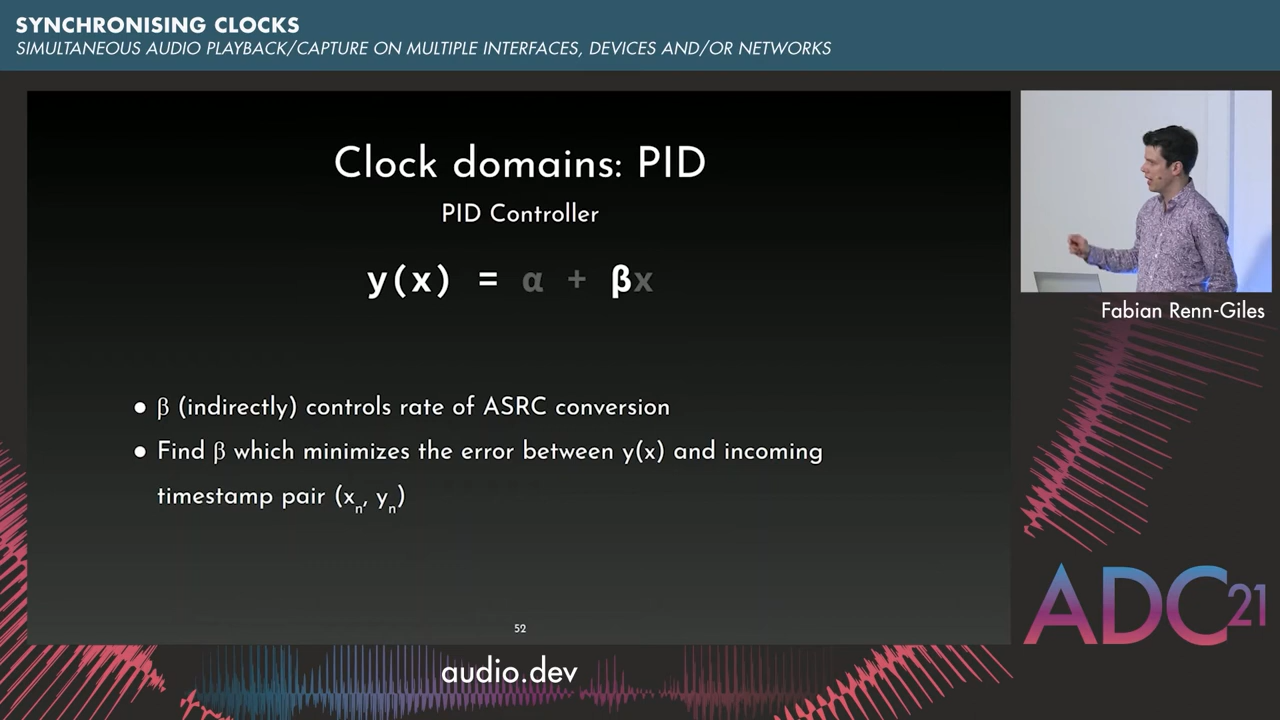 SYNCHRONISING CLOCKS
SIMULTANEOUS AUDIO PLAYBACK/CAPTURE ON MULTIPLE INTERFACES, DEVICES AND/OR NETWORKS
Clock domains: PID
PID Controller
y(x) = α + βx
● β (indirectly) controls rate of ASRC conversion
● Find β which minimizes the error between y(x) and incoming
timestamp pair (xₙ, yₙ)
52
Fabian Renn-Giles
ADC21
audio.dev